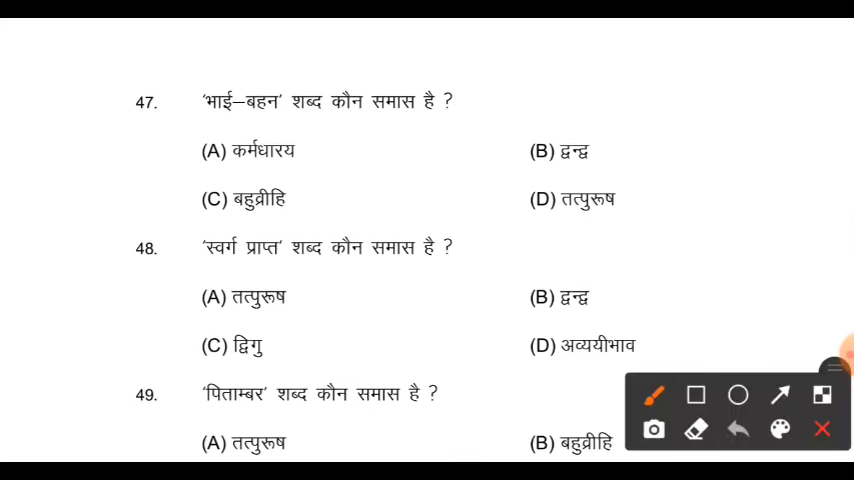 47. ‘भाई–बहन’ शब्द कौन समास है ?
(A) कर्मधारय (B) द्वन्द्व
(C) बहुव्रीहि (D) तत्पुरूष
48. ‘स्वर्ग प्राप्त’ शब्द कौन समास है ?
(A) तत्पुरूष (B) द्वन्द्व
(C) द्विगु (D) अव्ययीभाव
49. ‘पिताम्बर’ शब्द कौन समास है ?
(A) तत्पुरूष (B) बहुव्रीहि